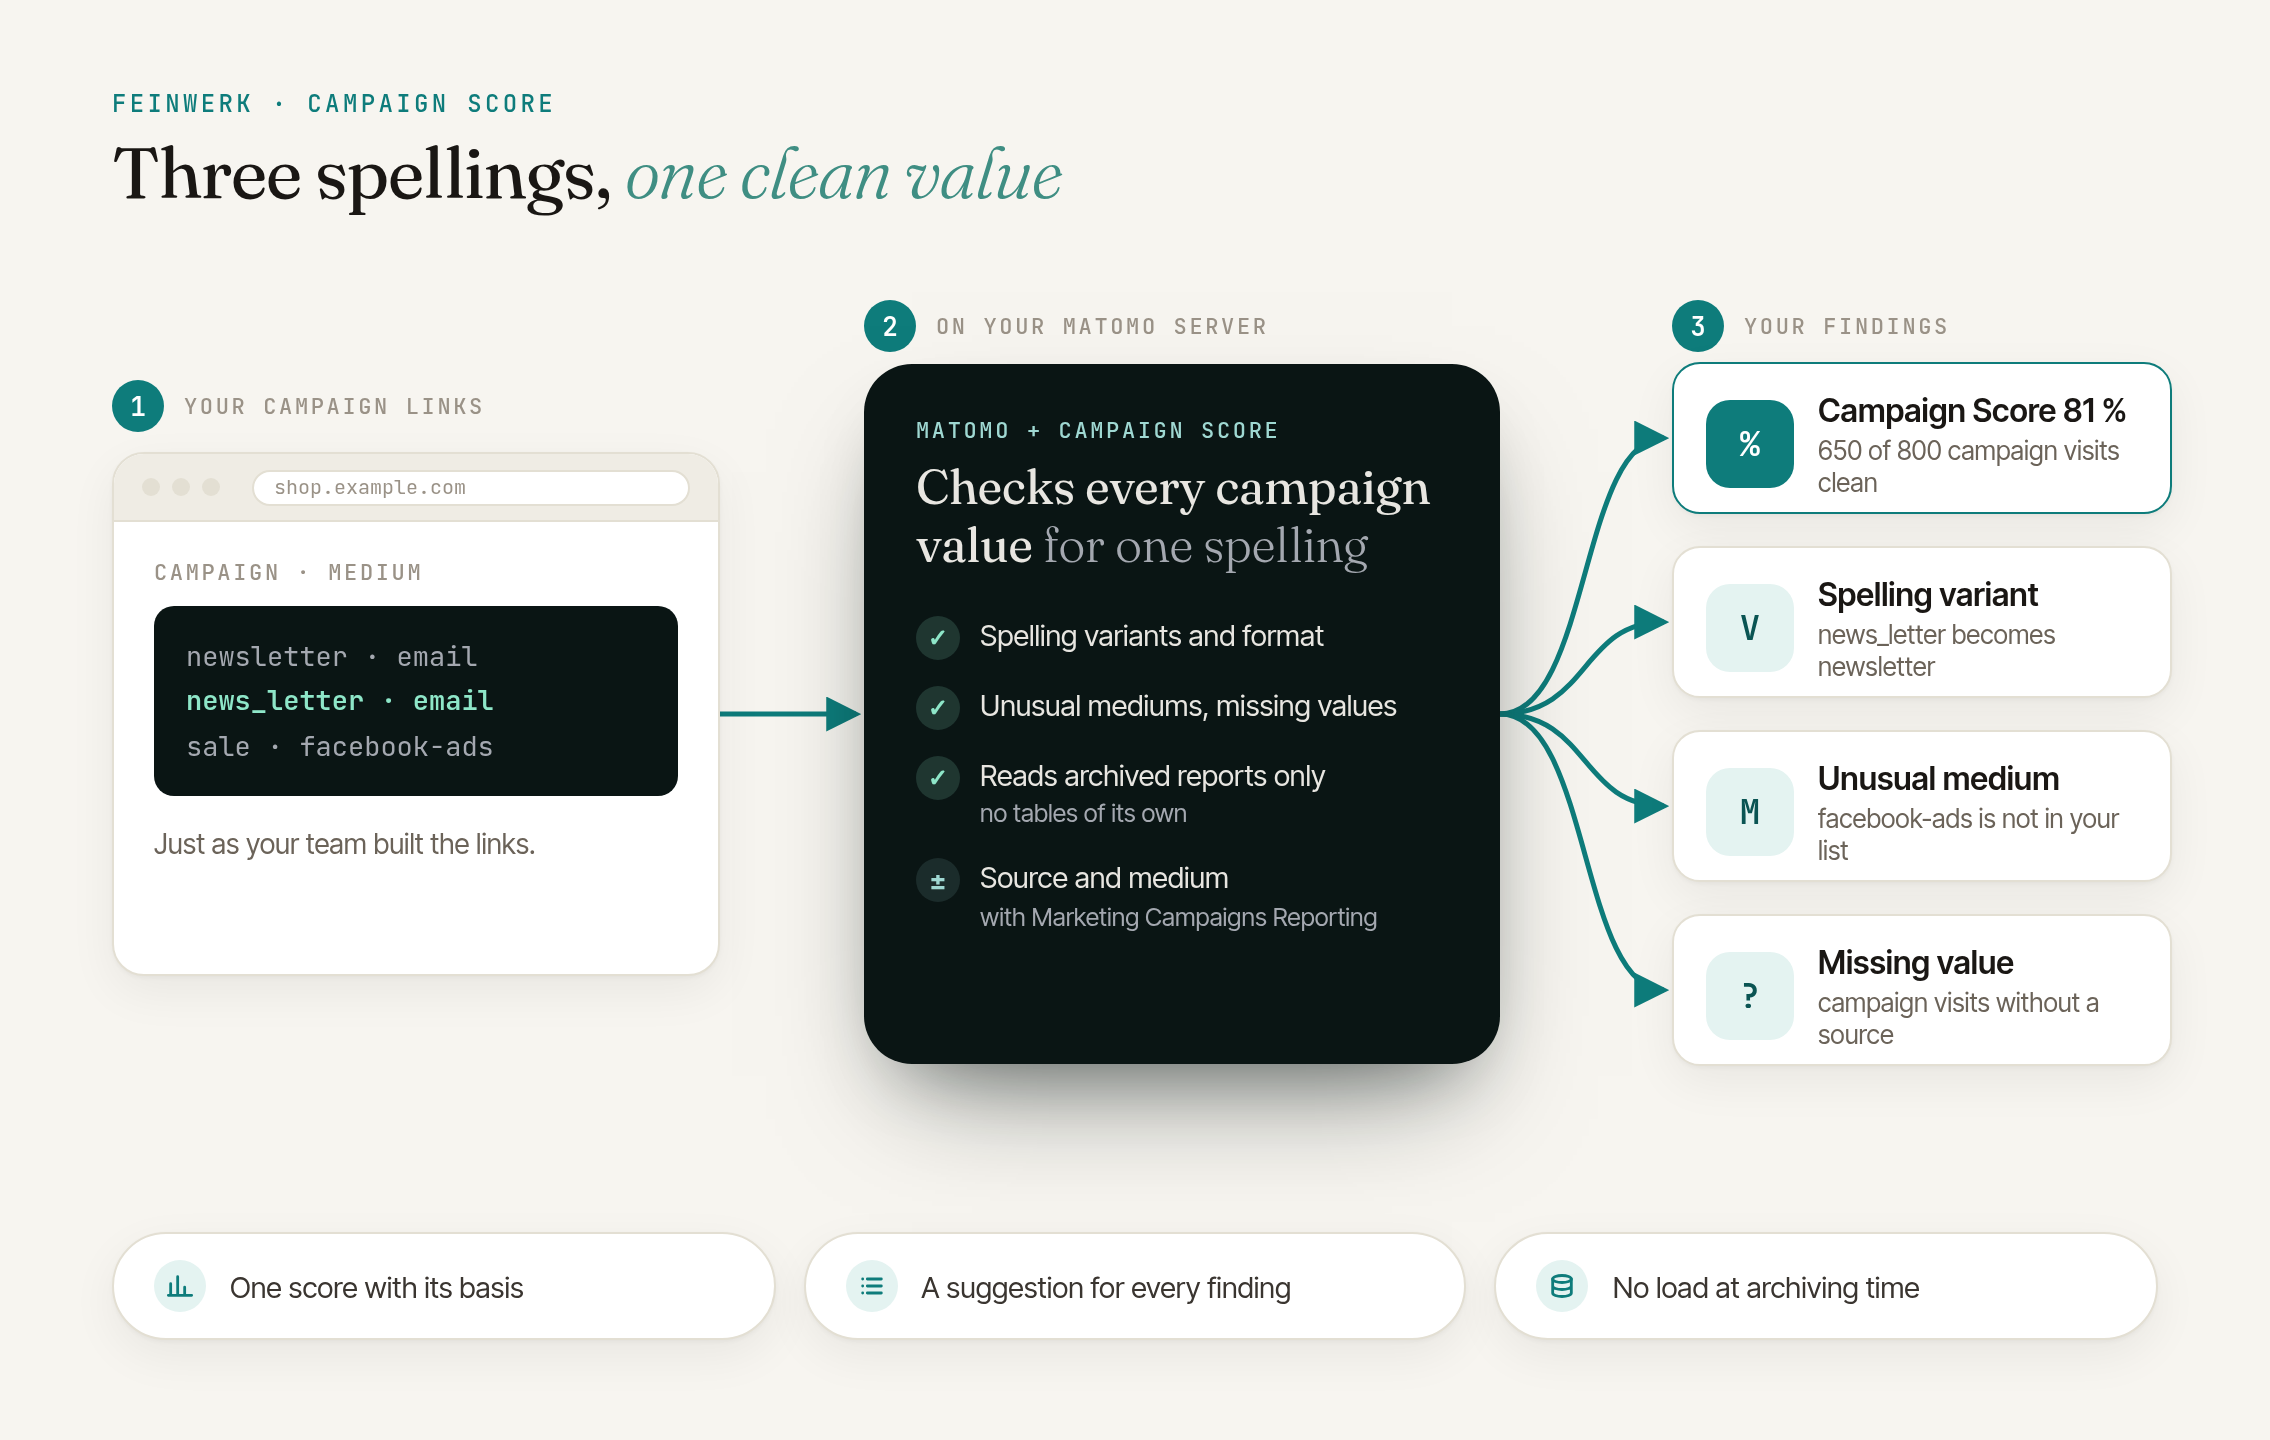 FEINWERK · CAMPAIGN SCORE
Three spellings, one clean value
1 YOUR CAMPAIGN LINKS
shop.example.com
CAMPAIGN · MEDIUM
newsletter · email
news_letter · email
sale · facebook-ads
Just as your team built the links.
2 ON YOUR MATOMO SERVER
MATOMO + CAMPAIGN SCORE
Checks every campaign
value for one spelling
✓ Spelling variants and format
✓ Unusual mediums, missing values
✓ Reads archived reports only
no tables of its own
± Source and medium
with Marketing Campaigns Reporting
3 YOUR FINDINGS
% Campaign Score 81 %
650 of 800 campaign visits
clean
V Spelling variant
news_letter becomes
newsletter
M Unusual medium
facebook-ads is not in your
list
? Missing value
campaign visits without a
source
One score with its basis
A suggestion for every finding
No load at archiving time